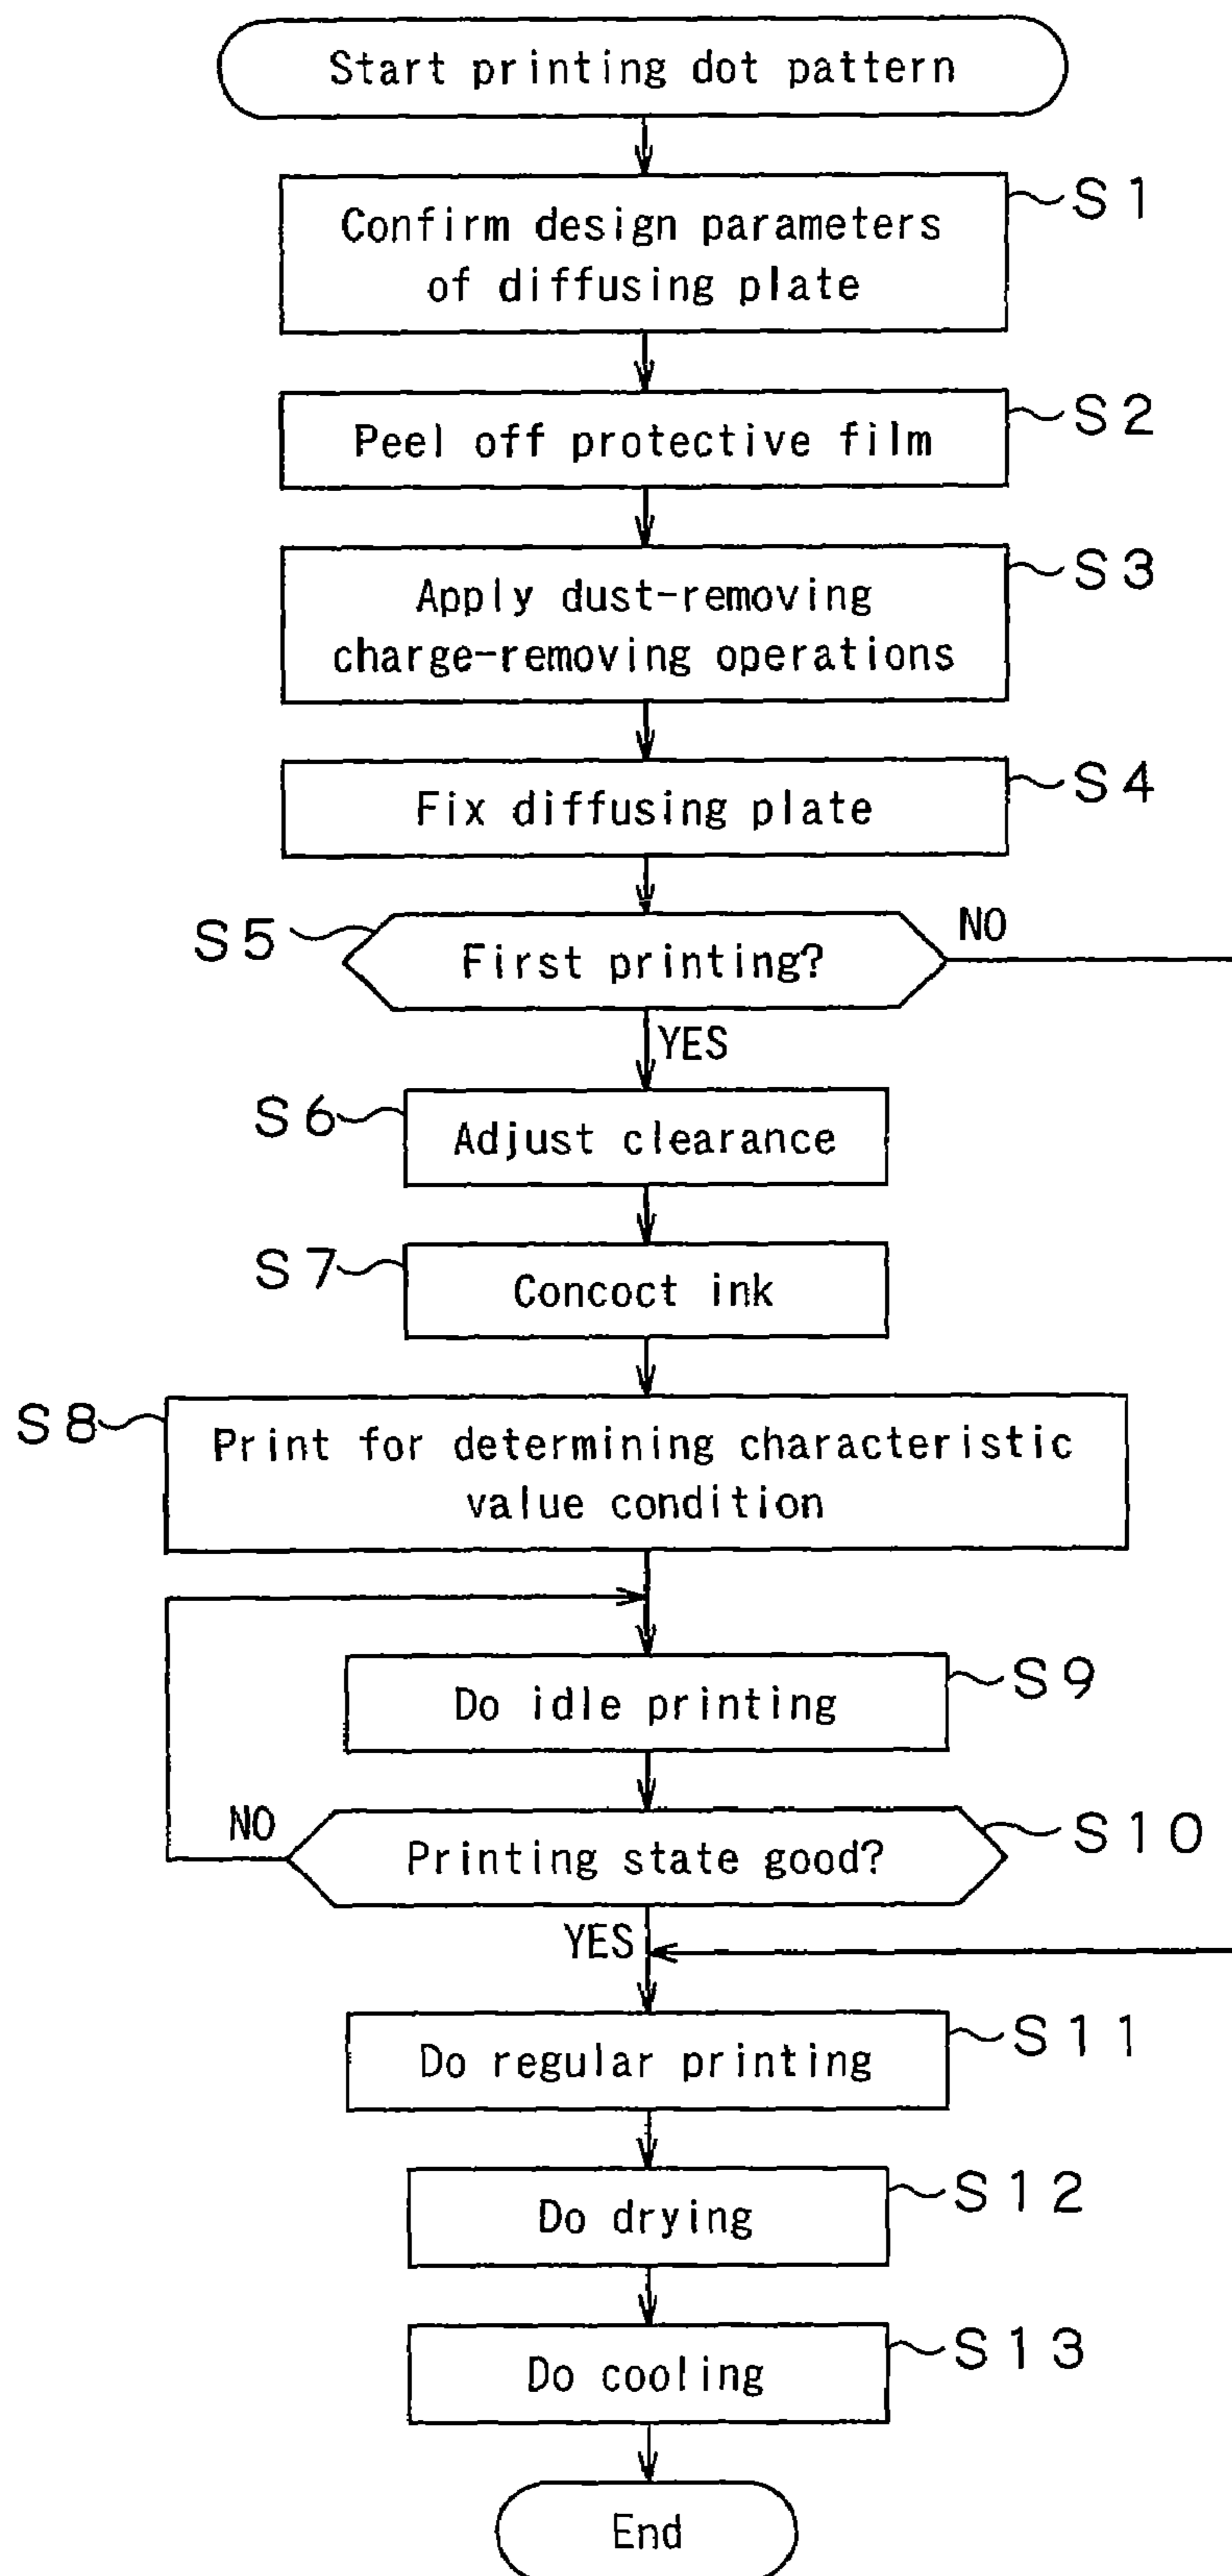 Start printing dot pattern
S1
Confirm design parameters
of diffusing plate
S2
Peel off protective film
S3
Apply dust-removing
charge-removing operations
S4
Fix diffusing plate
S5
First printing?
NO
YES
S6
Adjust clearance
S7
Concoct ink
S8
Print for determining characteristic
value condition
S9
Do idle printing
NO
Printing state good?
S10
YES
S11
Do regular printing
S12
Do drying
S13
Do cooling
End